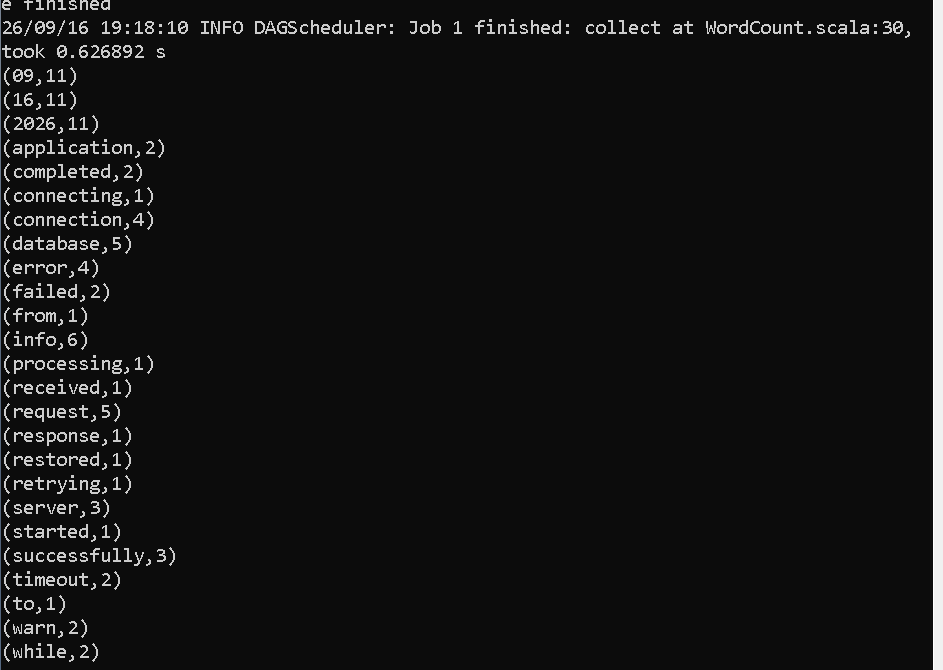 e finished
26/09/16 19:18:10 INFO DAGScheduler: Job 1 finished: collect at WordCount.scala:30,
took 0.626892 s
(09,11)
(16,11)
(2026,11)
(application,2)
(completed,2)
(connecting,1)
(connection,4)
(database,5)
(error,4)
(failed,2)
(from,1)
(info,6)
(processing,1)
(received,1)
(request,5)
(response,1)
(restored,1)
(retrying,1)
(server,3)
(started,1)
(successfully,3)
(timeout,2)
(to,1)
(warn,2)
(while,2)